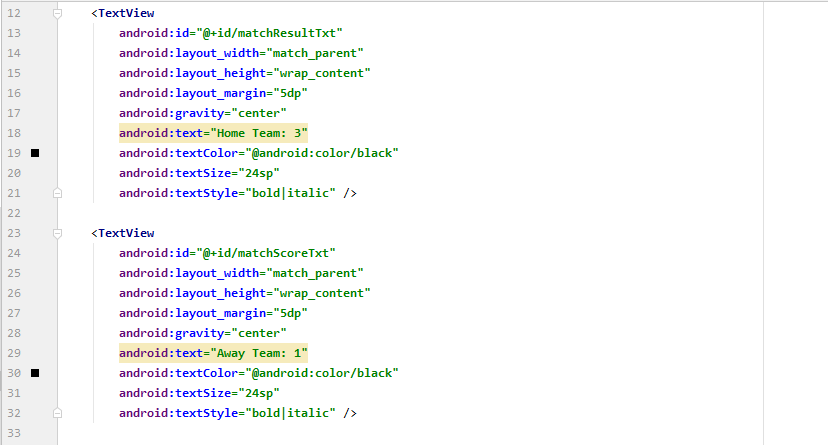 12 <TextView
13 android:id="@+id/matchResultTxt"
14 android:layout_width="match_parent"
15 android:layout_height="wrap_content"
16 android:layout_margin="5dp"
17 android:gravity="center"
18 android:text="Home Team: 3"
19 android:textColor="@android:color/black"
20 android:textSize="24sp"
21 android:textStyle="bold|italic" />
22
23 <TextView
24 android:id="@+id/matchScoreTxt"
25 android:layout_width="match_parent"
26 android:layout_height="wrap_content"
27 android:layout_margin="5dp"
28 android:gravity="center"
29 android:text="Away Team: 1"
30 android:textColor="@android:color/black"
31 android:textSize="24sp"
32 android:textStyle="bold|italic" />
33